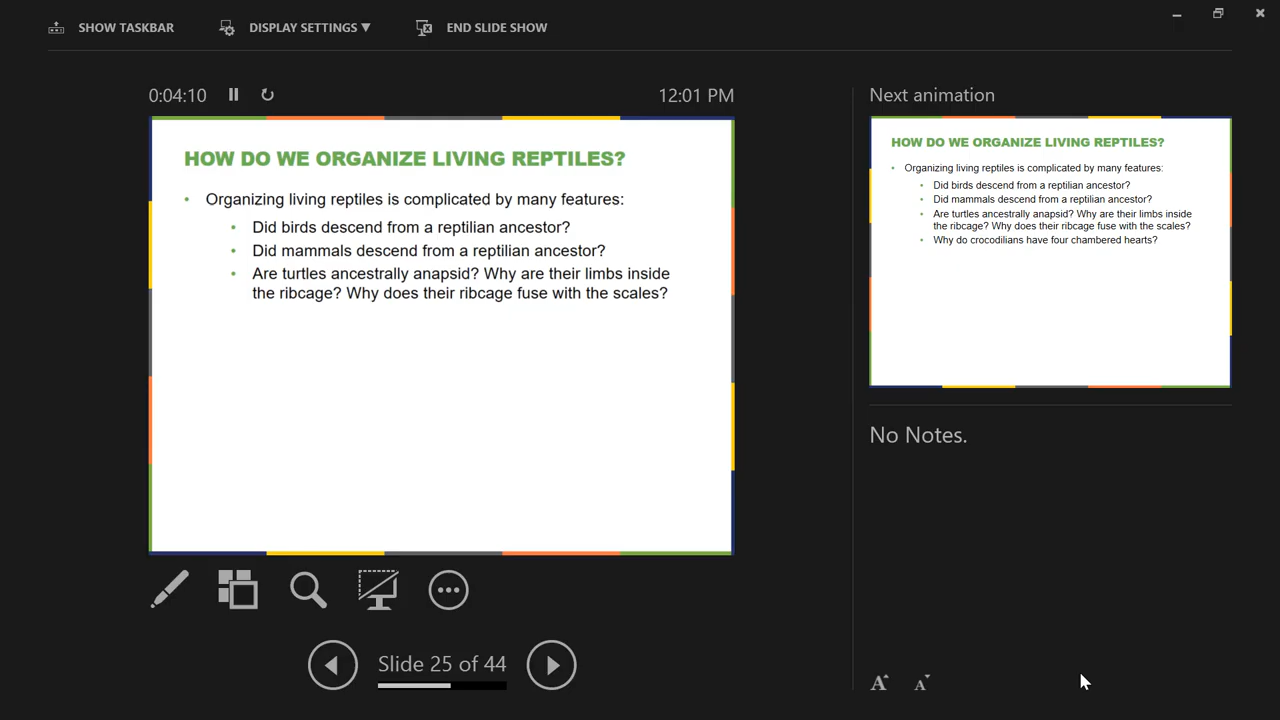 SHOW TASKBAR
DISPLAY SETTINGS ▼
END SLIDE SHOW
0:04:10
12:01 PM
HOW DO WE ORGANIZE LIVING REPTILES?
• Organizing living reptiles is complicated by many features:
• Did birds descend from a reptilian ancestor?
• Did mammals descend from a reptilian ancestor?
• Are turtles ancestrally anapsid? Why are their limbs inside
the ribcage? Why does their ribcage fuse with the scales?
Slide 25 of 44
Next animation
HOW DO WE ORGANIZE LIVING REPTILES?
• Organizing living reptiles is complicated by many features:
• Did birds descend from a reptilian ancestor?
• Did mammals descend from a reptilian ancestor?
• Are turtles ancestrally anapsid? Why are their limbs inside
the ribcage? Why does their ribcage fuse with the scales?
• Why do crocodilians have four chambered hearts?
No Notes.
A A